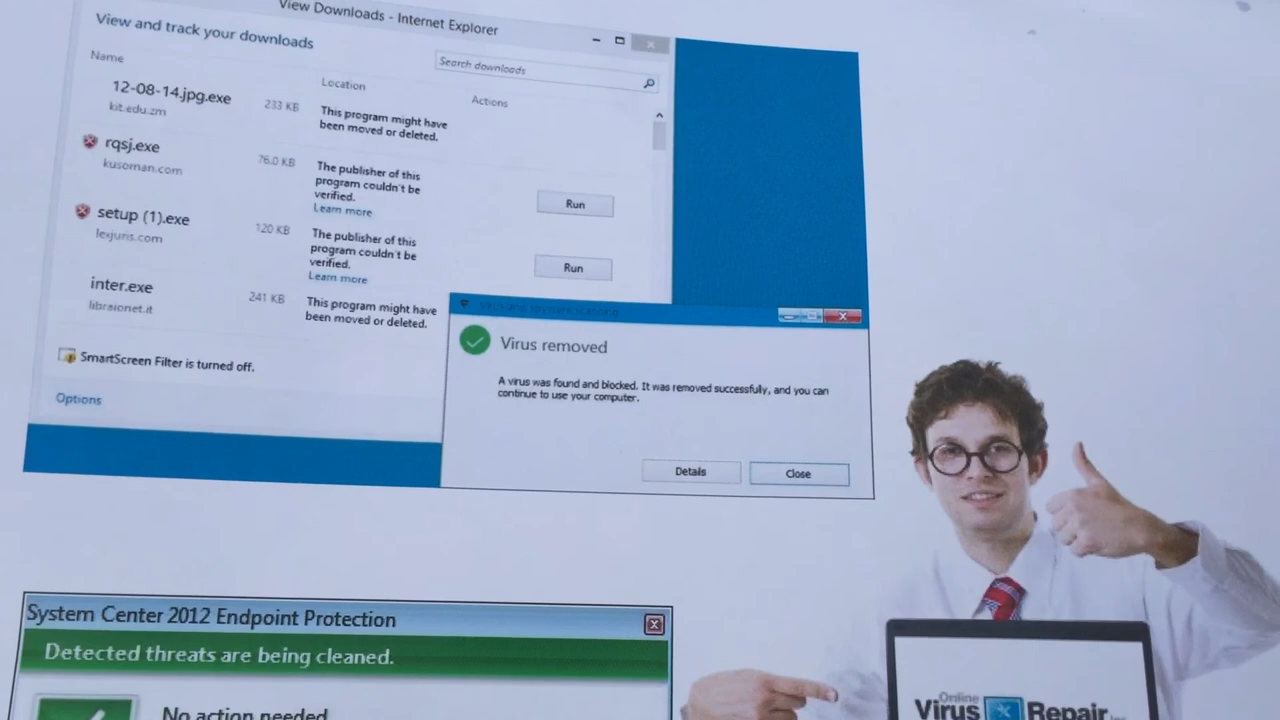 View Downloads - Internet Explorer
View and track your downloads
Search downloads
Name
Location
Actions
12-08-14.jpg.exe
kit.edu.zm
233 KB
This program might have
been moved or deleted.
rqsj.exe
kusoman.com
76.0 KB
The publisher of this
program couldn't be
verified.
Learn more
Run
setup (1).exe
lexjuris.com
120 KB
The publisher of this
program couldn't be
verified.
Learn more
Run
inter.exe
libraionet.it
241 KB
This program might have
been moved or deleted.
SmartScreen Filter is turned off.
Options
Virus removed
A virus was found and blocked. It was removed successfully, and you can
continue to use your computer.
Details
Close
System Center 2012 Endpoint Protection
Detected threats are being cleaned.
No action needed
Online
Virus Repair